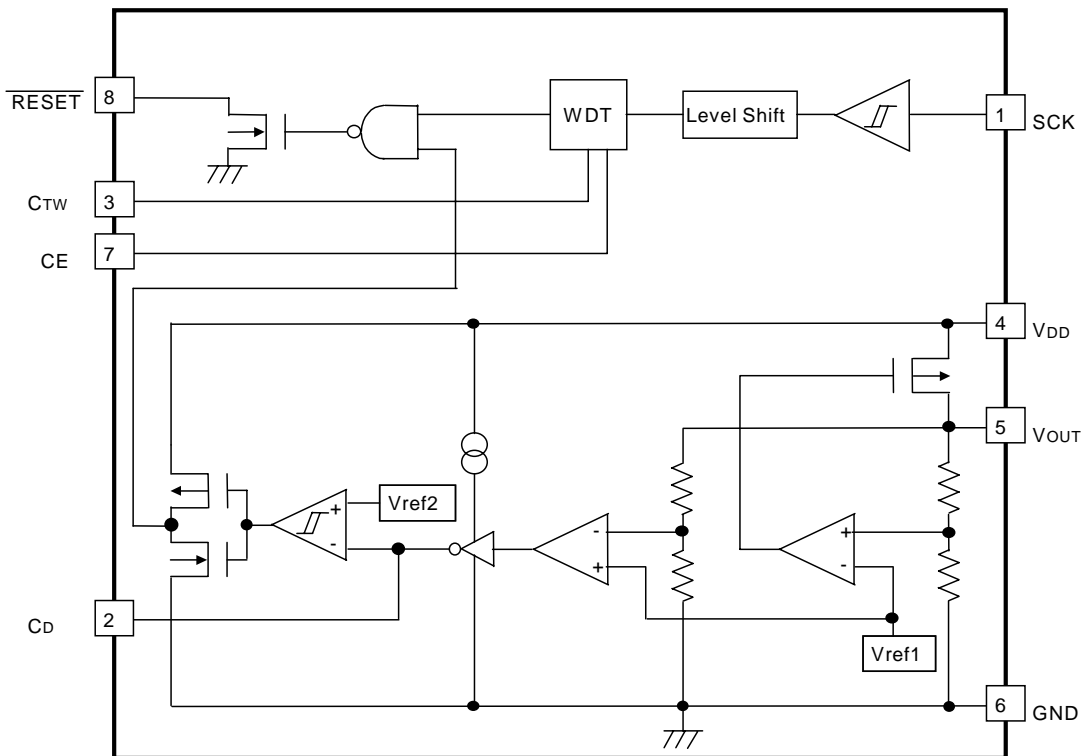 RESET
8
WDT
Level Shift
1
SCK
CTW
3
CE
7
4
VDD
5
VOUT
+
Vref2
-
-
+
+
-
CD
2
Vref1
6
GND